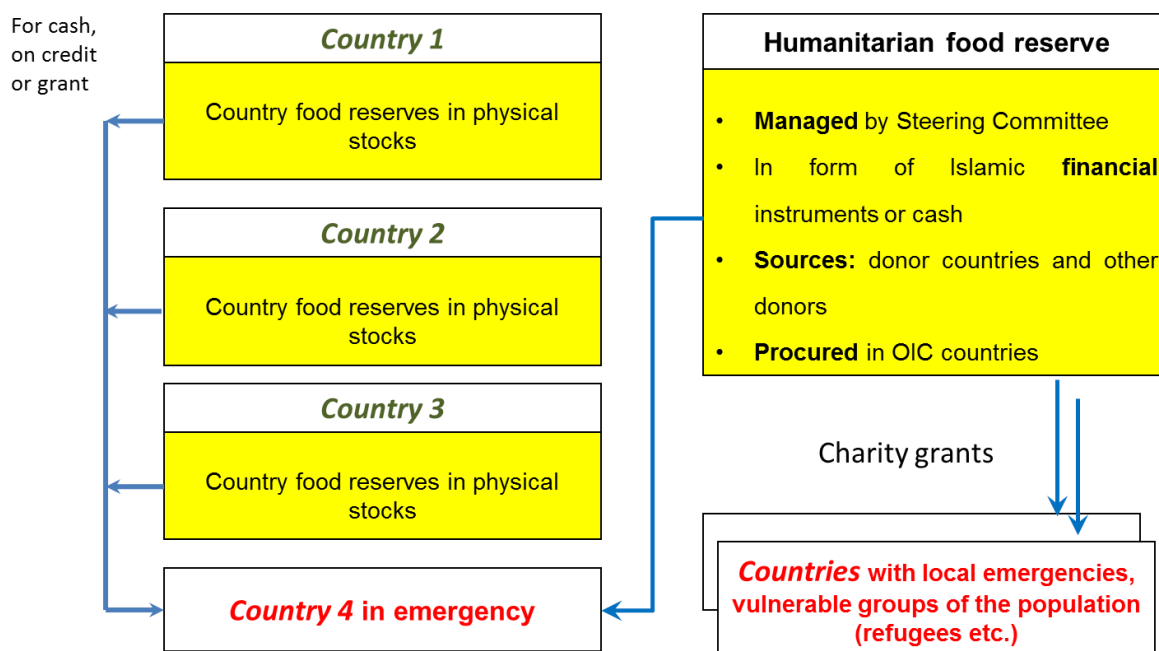 For cash,
on credit
or grant
Country 1
Country food reserves in physical
stocks
Country 2
Country food reserves in physical
stocks
Country 3
Country food reserves in physical
stocks
Country 4 in emergency
Humanitarian food reserve
• Managed by Steering Committee
• In form of Islamic financial
instruments or cash
• Sources: donor countries and other
donors
• Procured in OIC countries
Charity grants
Countries with local emergencies,
vulnerable groups of the population
(refugees etc.)